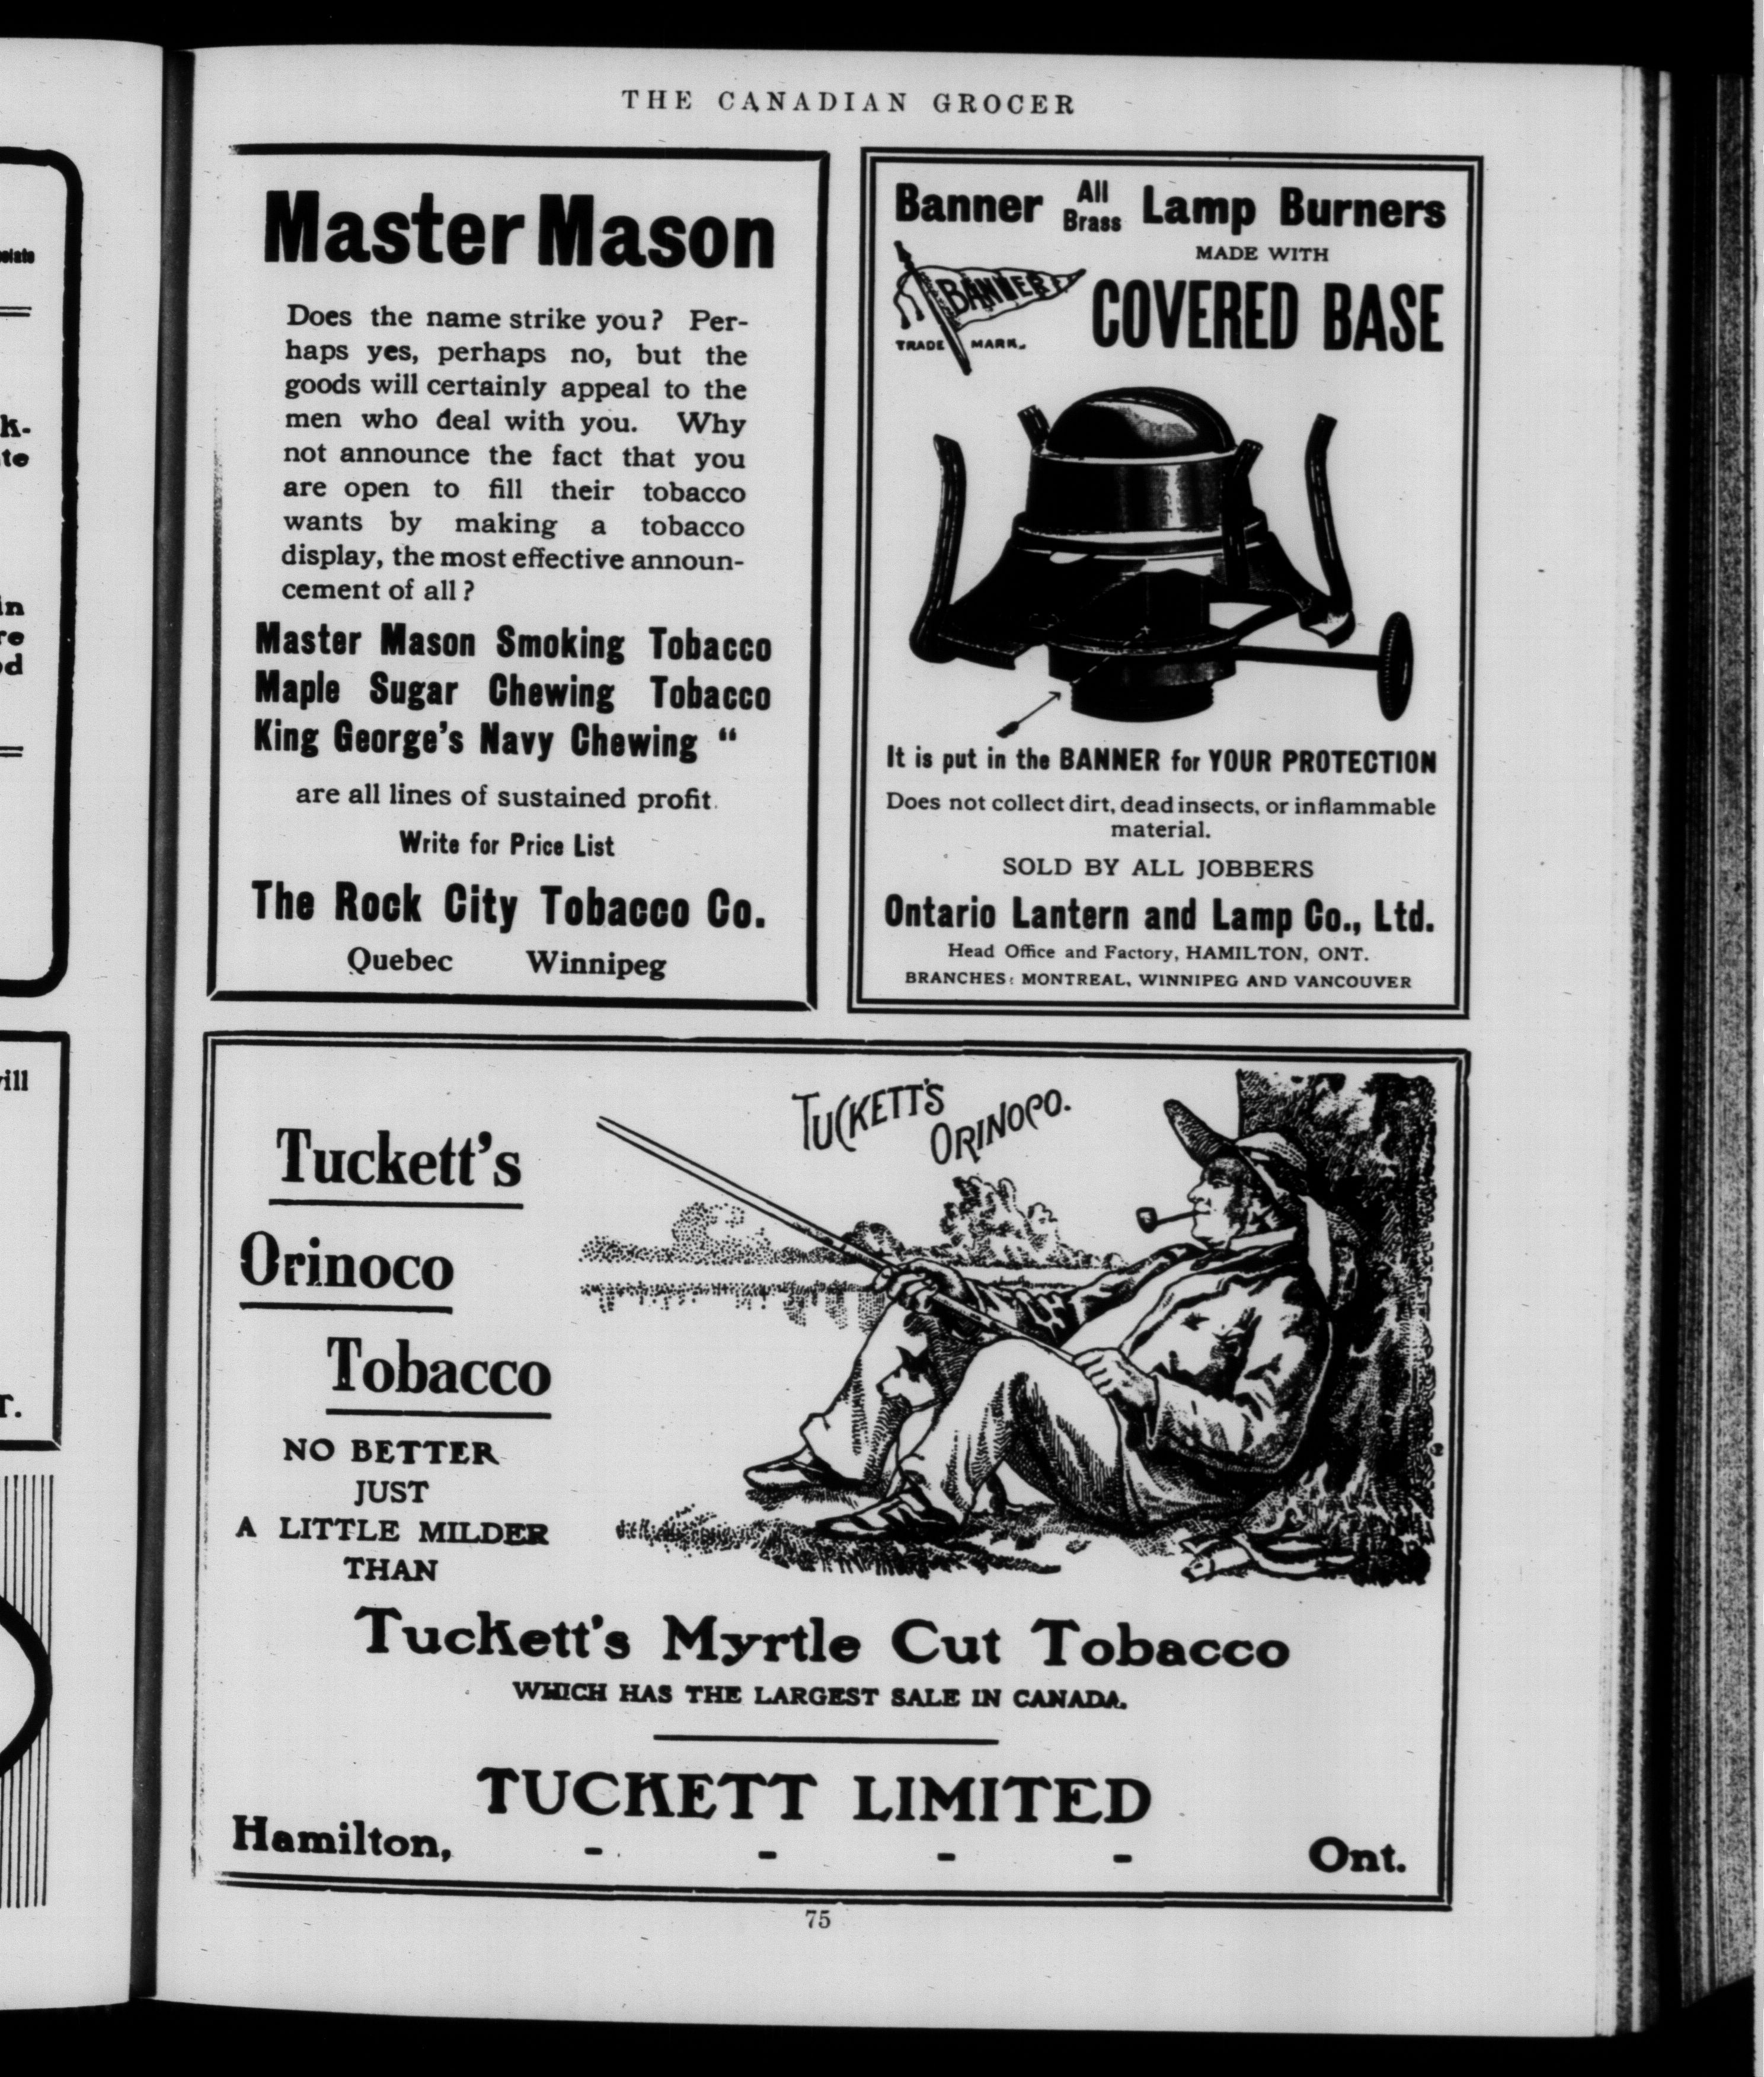 THE CANADIAN GROCER
Master Mason
Does the name strike you? Per-
haps yes, perhaps no, but the
goods will certainly appeal to the
men who deal with you. Why
not announce the fact that you
are open to fill their tobacco
wants by making a tobacco
display, the most effective announ-
cement of all?
Master Mason Smoking Tobacco
Maple Sugar Chewing Tobacco
King George's Navy Chewing "
are all lines of sustained profit.
Write for Price List
The Rock City Tobacco Co.
Quebec Winnipeg
Banner All Brass Lamp Burners
MADE WITH
BANNER
TRADE MARK.
COVERED BASE
It is put in the BANNER for YOUR PROTECTION
Does not collect dirt, dead insects, or inflammable
material.
SOLD BY ALL JOBBERS
Ontario Lantern and Lamp Co., Ltd.
Head Office and Factory, HAMILTON, ONT.
BRANCHES: MONTREAL, WINNIPEG AND VANCOUVER
TUCKETT'S
ORINOCO.
Tuckett's
Orinoco
Tobacco
NO BETTER
JUST
A LITTLE MILDER
THAN
Tuckett's Myrtle Cut Tobacco
WHICH HAS THE LARGEST SALE IN CANADA.
TUCKETT LIMITED
Hamilton, - - - - Ont.
75